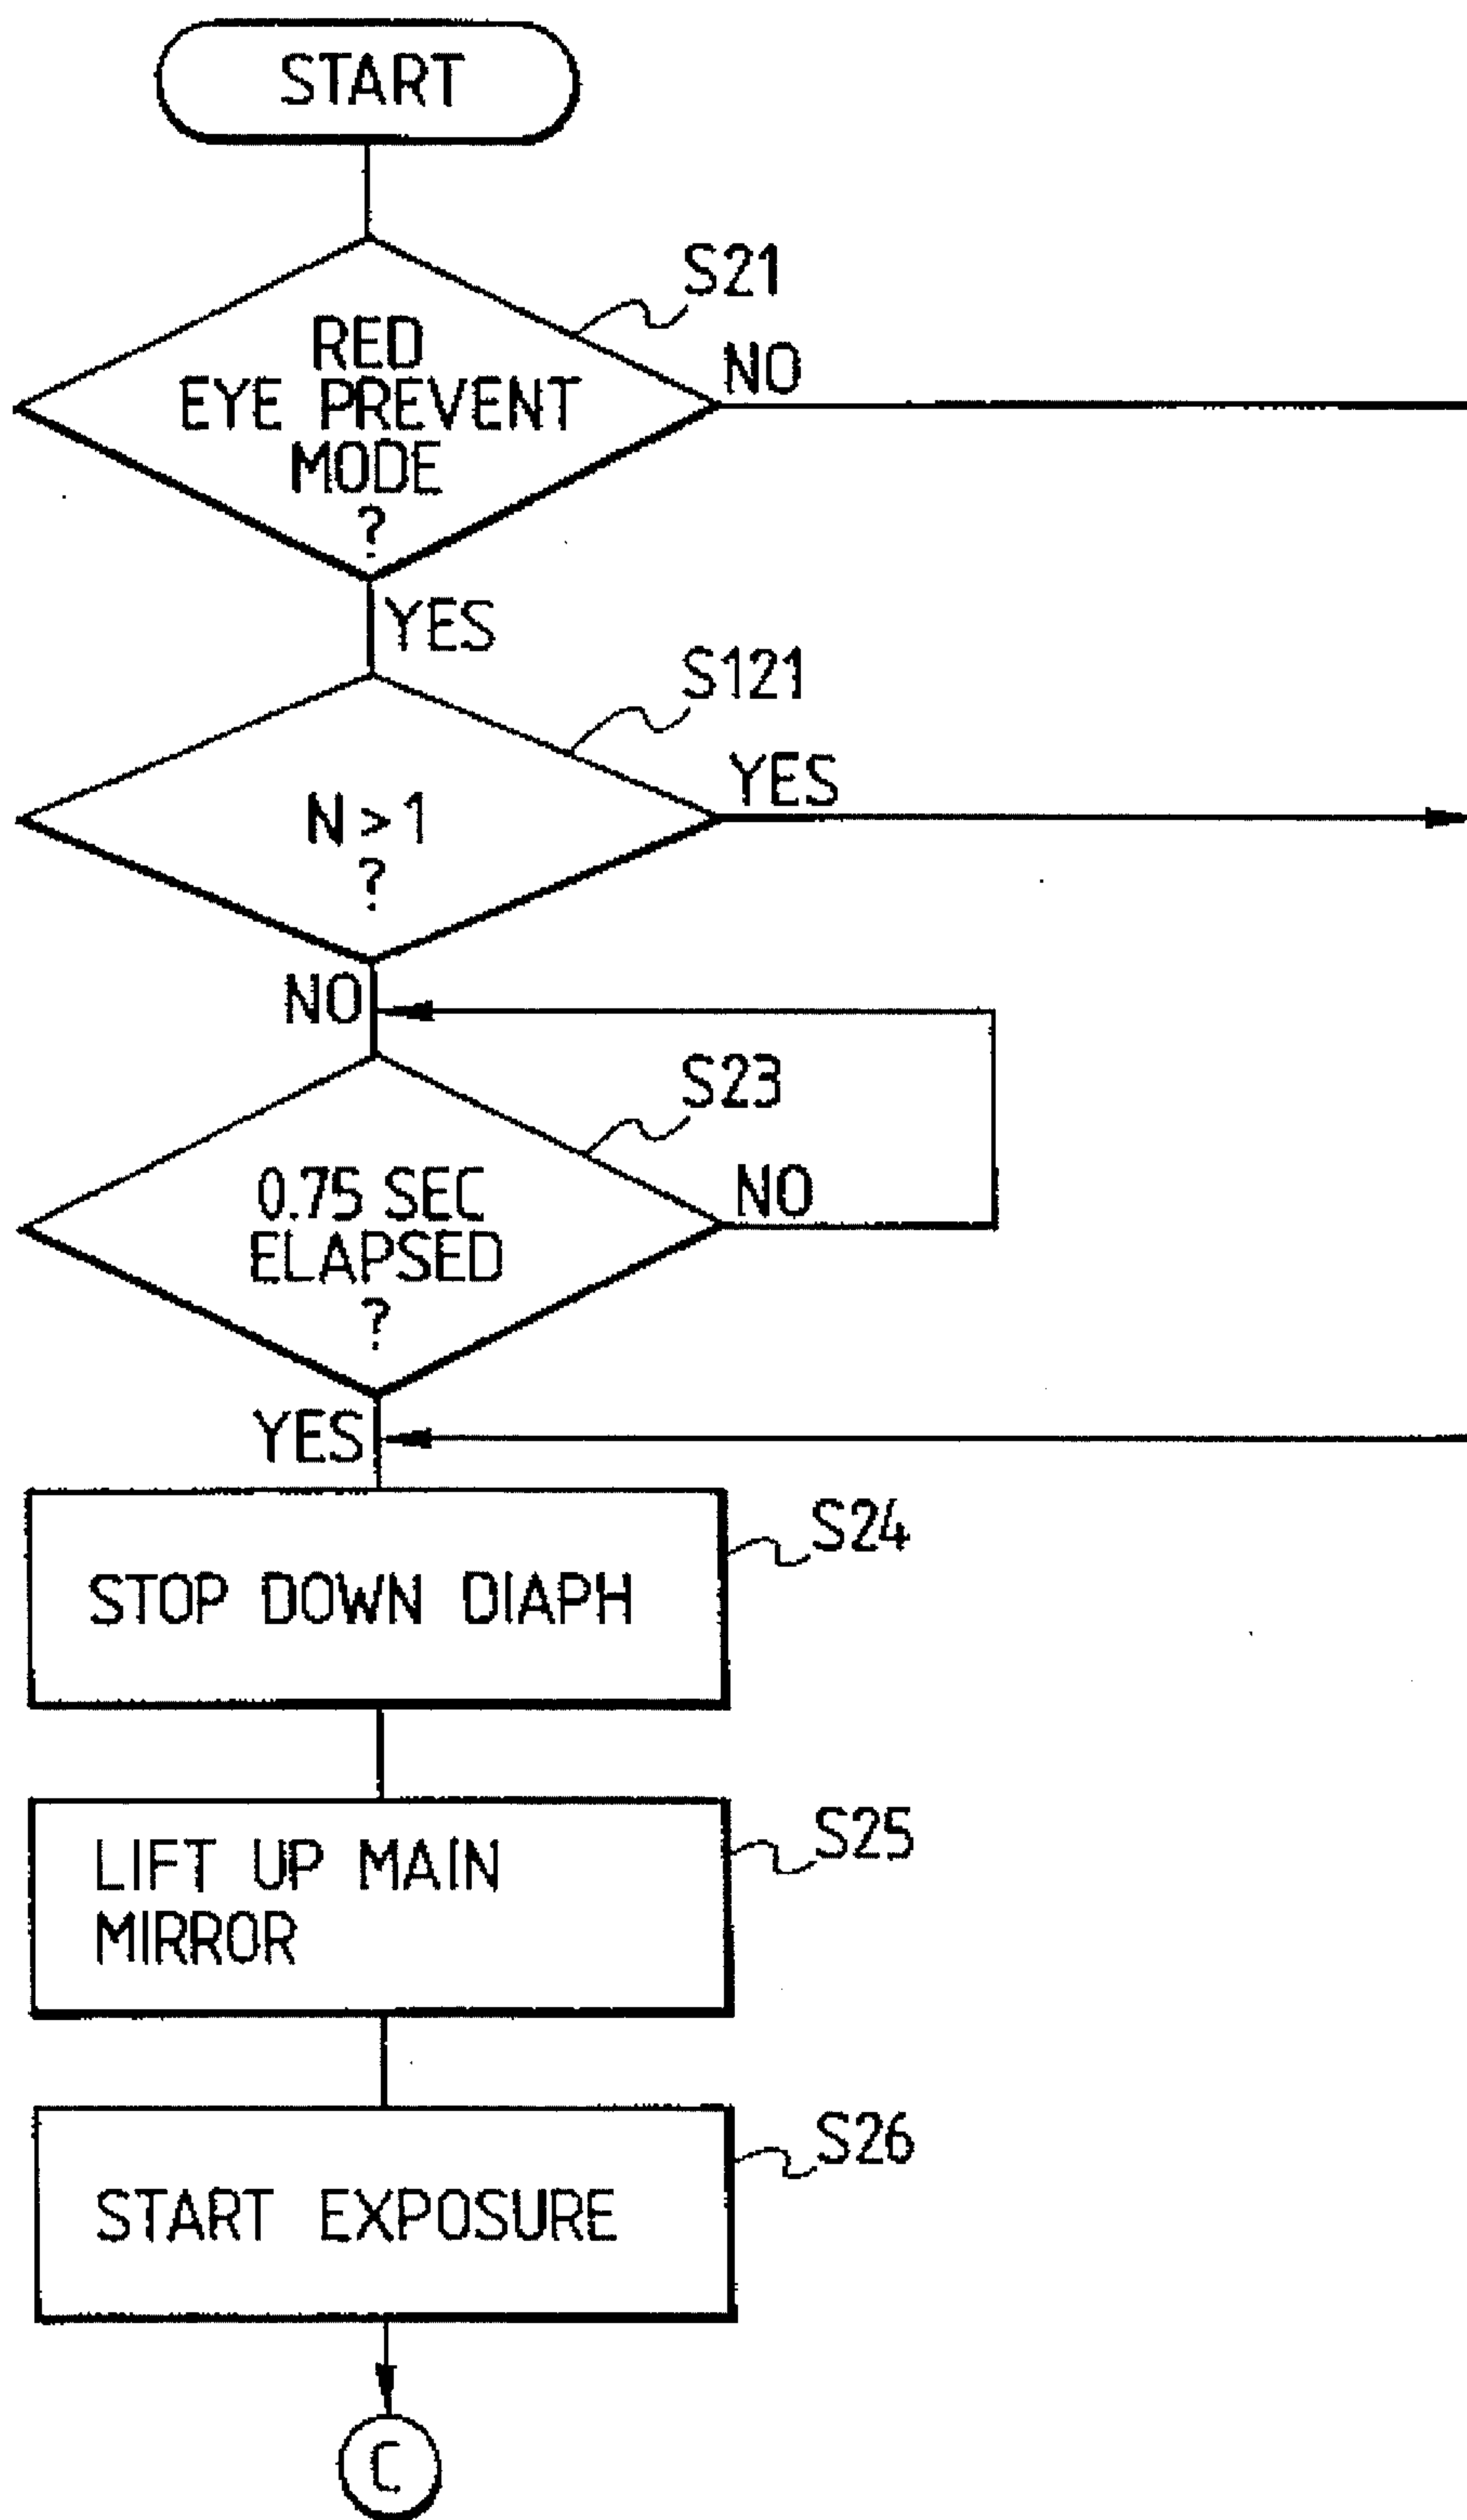 START
S21
RED
EYE PREVENT
MODE
?
NO
YES
S121
N > 1
?
YES
NO
S23
0.75 SEC
ELAPSED
?
NO
YES
S24
STOP DOWN DIAPH
S25
LIFT UP MAIN
MIRROR
S26
START EXPOSURE
C